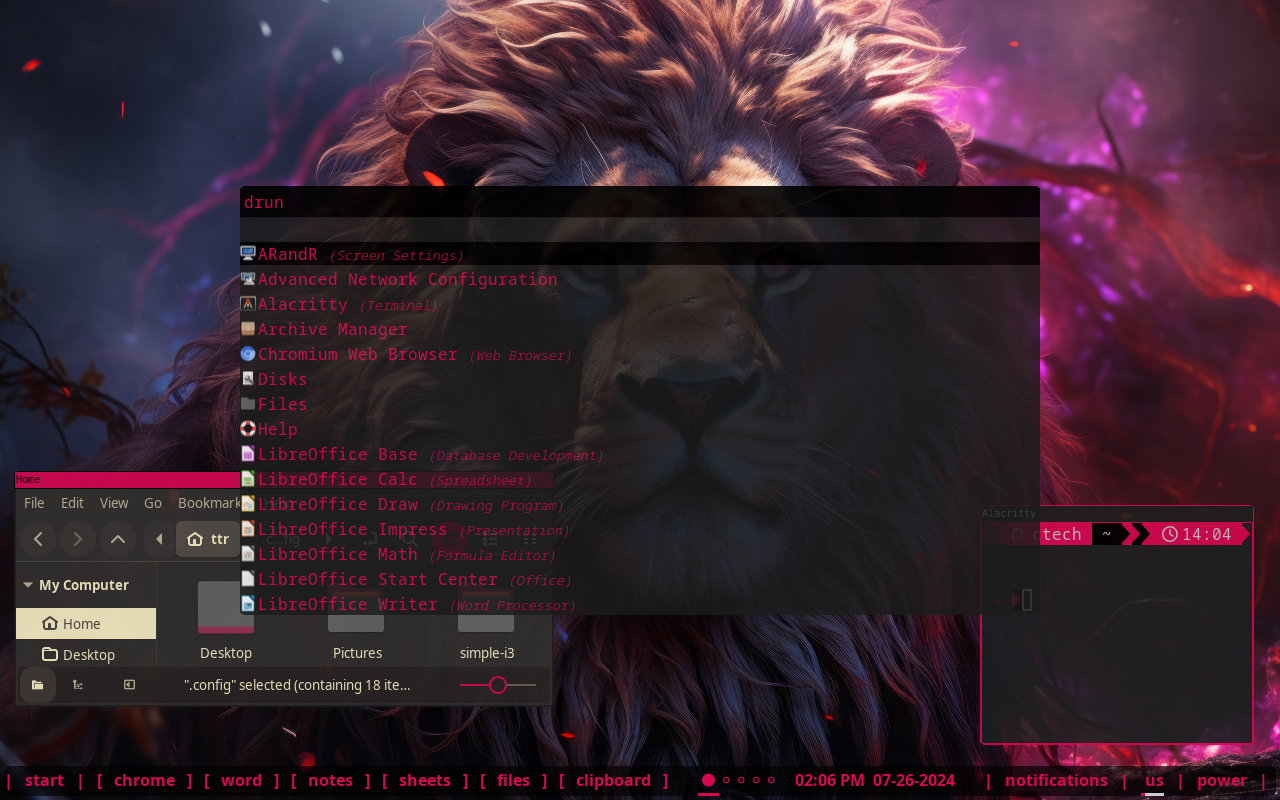 drun
ARandR (Screen Settings)
Advanced Network Configuration
Alacritty (Terminal)
Archive Manager
Chromium Web Browser (Web Browser)
Disks
Files
Help
LibreOffice Base (Database Development)
LibreOffice Calc (Spreadsheet)
LibreOffice Draw (Drawing Program)
LibreOffice Impress (Presentation)
LibreOffice Math (Formula Editor)
LibreOffice Start Center (Office)
LibreOffice Writer (Word Processor)
Home
File Edit View Go Bookmark
ttr
My Computer
Home
Desktop
Desktop Pictures simple-i3
".config" selected (containing 18 ite...
Alacritty
ctech ~ 14:04
| start | [ chrome ] [ word ] [ notes ] [ sheets ] [ files ] [ clipboard ] 02:06 PM 07-26-2024 | notifications | us | power |